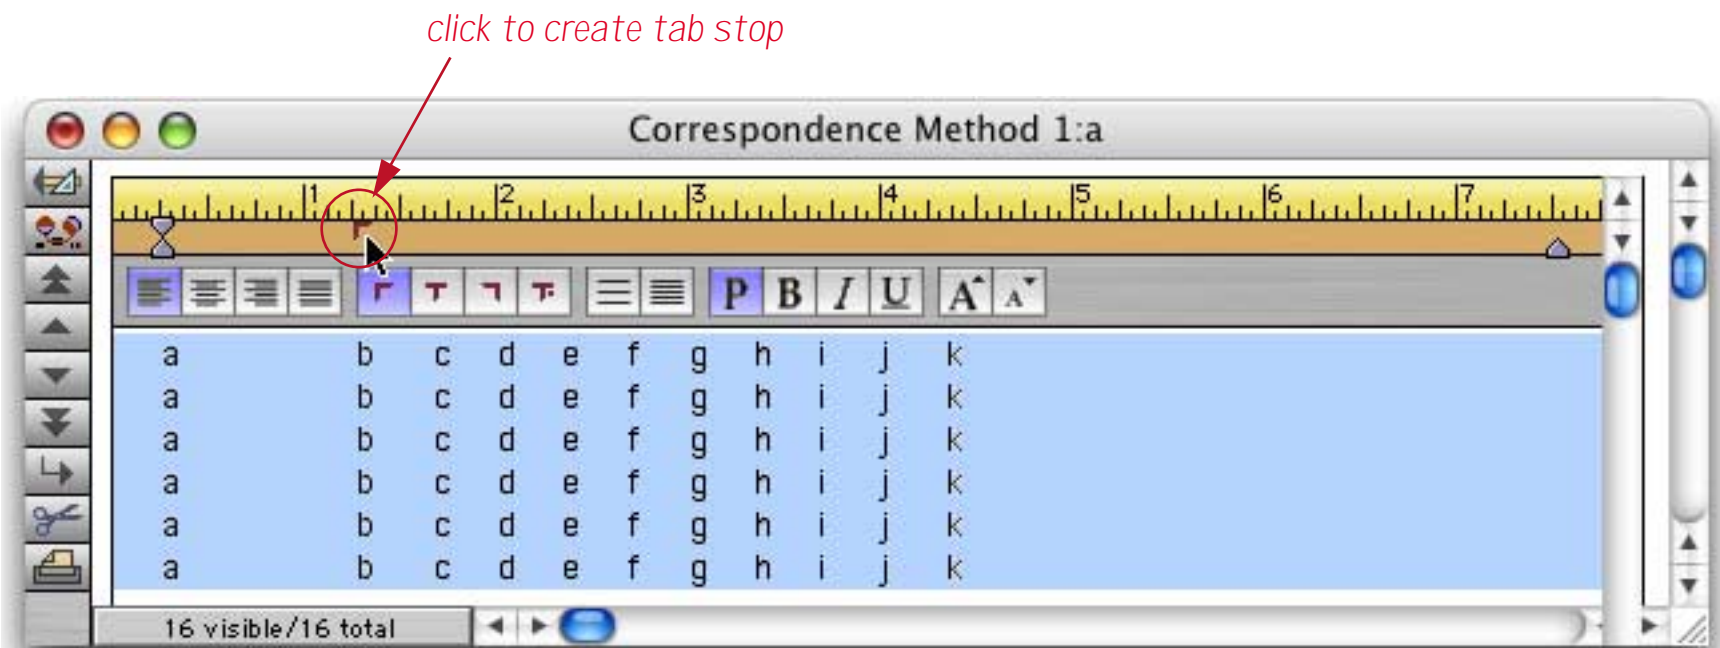 click to create tab stop
Correspondence Method 1:a
1 2 3 4 5 6 7
P B I U A A
a b c d e f g h i j k
a b c d e f g h i j k
a b c d e f g h i j k
a b c d e f g h i j k
a b c d e f g h i j k
a b c d e f g h i j k
16 visible/16 total